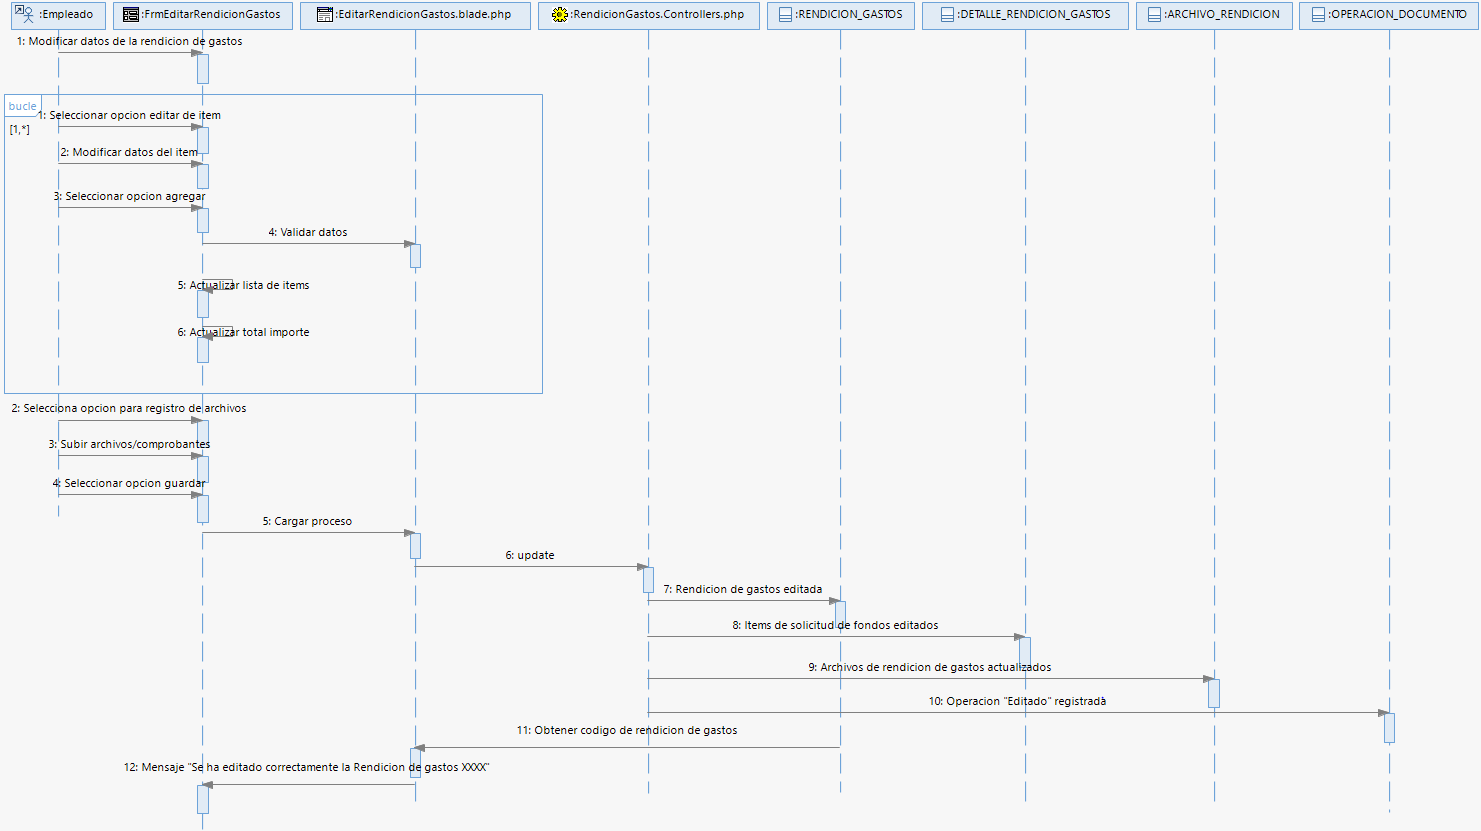 :Empleado
:FrmEditarRendicionGastos
:EditarRendicionGastos.blade.php
:RendicionGastos.Controllers.php
:RENDICION_GASTOS
:DETALLE_RENDICION_GASTOS
:ARCHIVO_RENDICION
:OPERACION_DOCUMENTO
1: Modificar datos de la rendicion de gastos
bucle
[1,*]
1: Seleccionar opcion editar de item
2: Modificar datos del item
3: Seleccionar opcion agregar
4: Validar datos
5: Actualizar lista de items
6: Actualizar total importe
2: Selecciona opcion para registro de archivos
3: Subir archivos/comprobantes
4: Seleccionar opcion guardar
5: Cargar proceso
6: update
7: Rendicion de gastos editada
8: Items de solicitud de fondos editados
9: Archivos de rendicion de gastos actualizados
10: Operacion "Editado" registrada
11: Obtener codigo de rendicion de gastos
12: Mensaje "Se ha editado correctamente la Rendicion de gastos XXXX"